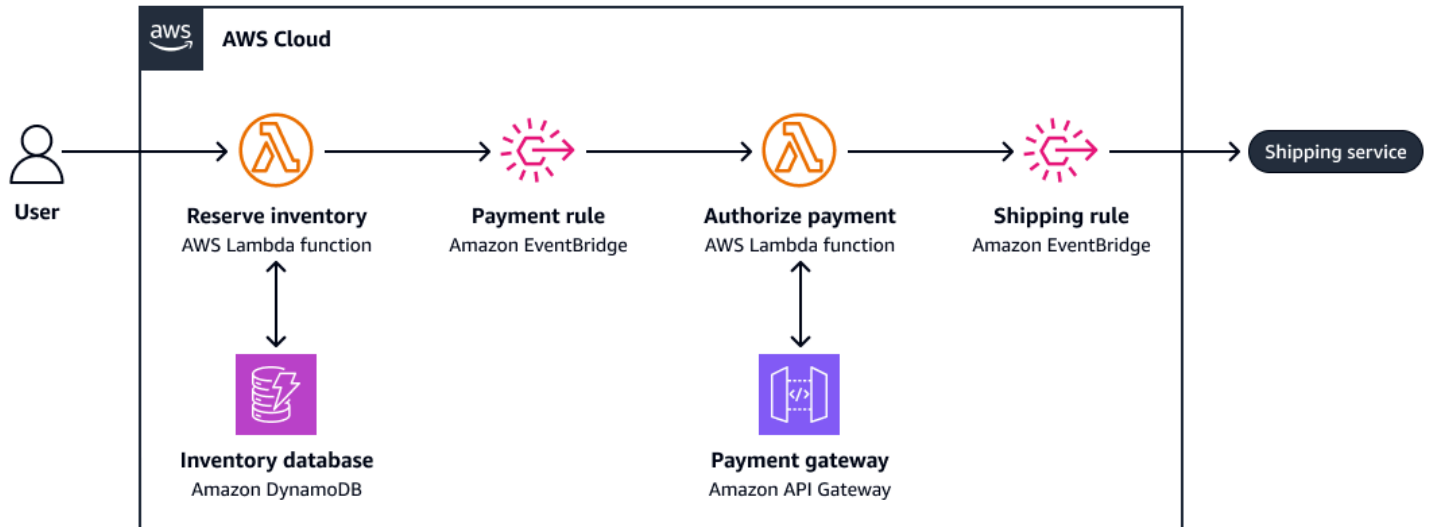 aws
AWS Cloud
User
Reserve inventory
AWS Lambda function
Payment rule
Amazon EventBridge
Authorize payment
AWS Lambda function
Shipping rule
Amazon EventBridge
Shipping service
Inventory database
Amazon DynamoDB
</>
Payment gateway
Amazon API Gateway